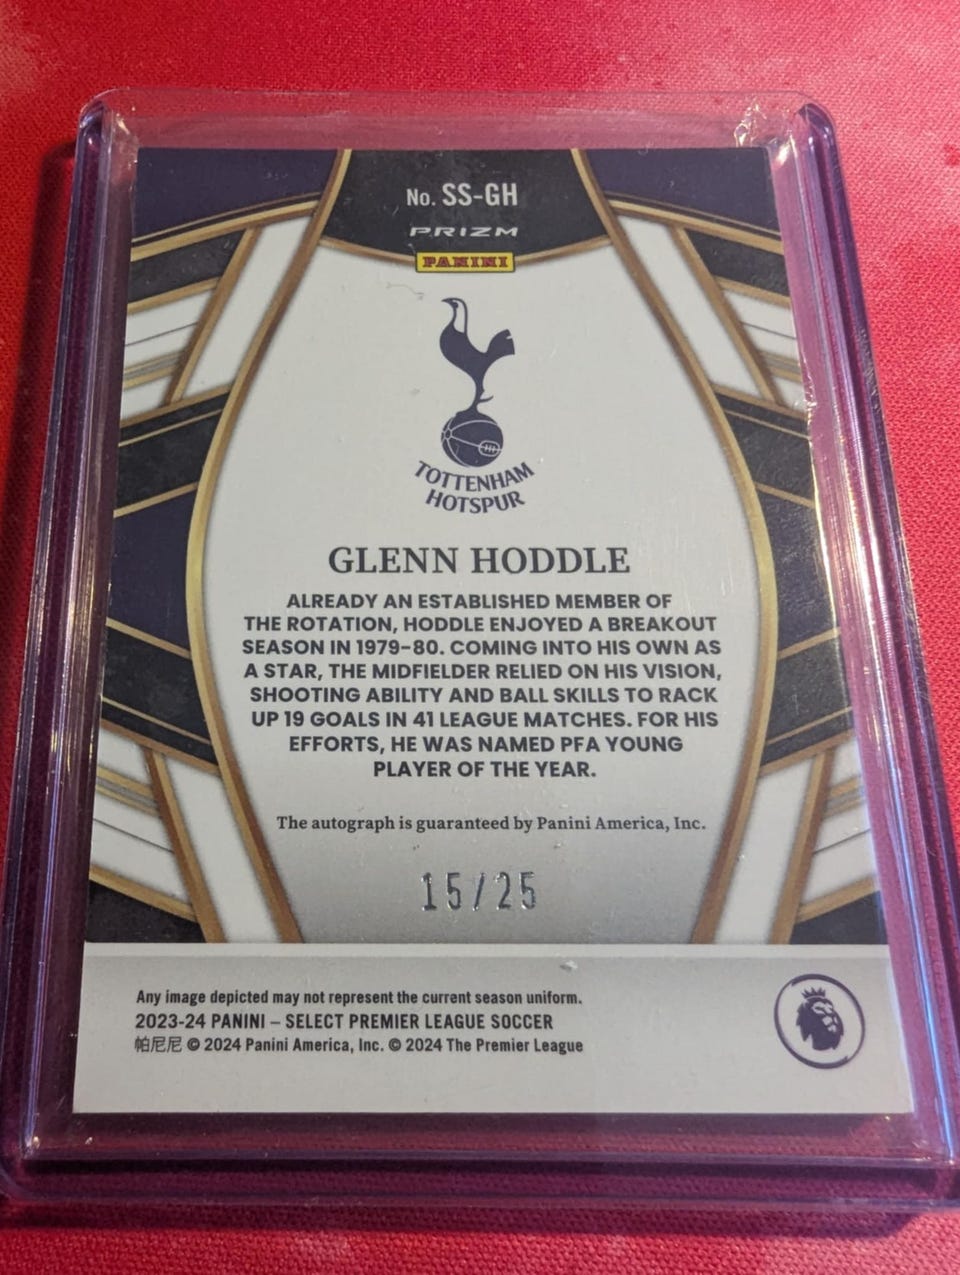 No. SS-GH
PRIZM
PANINI
TOTTENHAM
HOTSPUR
GLENN HODDLE
ALREADY AN ESTABLISHED MEMBER OF
THE ROTATION, HODDLE ENJOYED A BREAKOUT
SEASON IN 1979-80. COMING INTO HIS OWN AS
A STAR, THE MIDFIELDER RELIED ON HIS VISION,
SHOOTING ABILITY AND BALL SKILLS TO RACK
UP 19 GOALS IN 41 LEAGUE MATCHES. FOR HIS
EFFORTS, HE WAS NAMED PFA YOUNG
PLAYER OF THE YEAR.
The autograph is guaranteed by Panini America, Inc.
15/25
Any image depicted may not represent the current season uniform.
2023-24 PANINI – SELECT PREMIER LEAGUE SOCCER
帕尼尼 © 2024 Panini America, Inc. © 2024 The Premier League